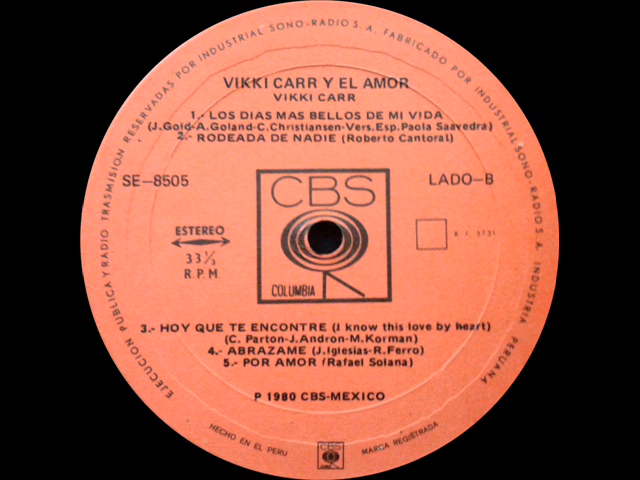 EJECUCION PUBLICA Y RADIO TRASMISION RESERVADAS POR INDUSTRIAL SONO-RADIO S. A. FABRICADO POR INDUSTRIAL SONO-RADIO S. A. INDUSTRIA PERUANA
VIKKI CARR Y EL AMOR
VIKKI CARR
1.- LOS DIAS MAS BELLOS DE MI VIDA
(J.Gold-A.Goland-C.Christiansen-Vers.Esp.Paola Saavedra)
2.- RODEADA DE NADIE (Roberto Cantoral)
SE-8505
LADO-B
CBS
ESTEREO
33⅓
R.P.M.
COLUMBIA
3.- HOY QUE TE ENCONTRE (I know this love by heart)
(C. Parton-J.Andron-M.Korman)
4.- ABRAZAME (J.Iglesias-R.Ferro)
5.- POR AMOR (Rafael Solana)
P 1980 CBS-MEXICO
HECHO EN EL PERU
CBS
MARCA REGISTRADA